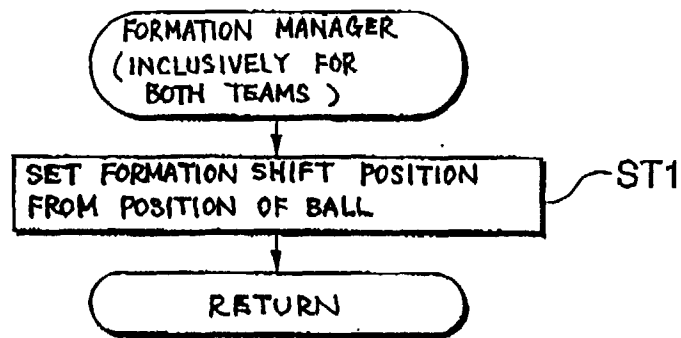 FORMATION MANAGER
(INCLUSIVELY FOR
BOTH TEAMS)
SET FORMATION SHIFT POSITION
FROM POSITION OF BALL
ST1
RETURN